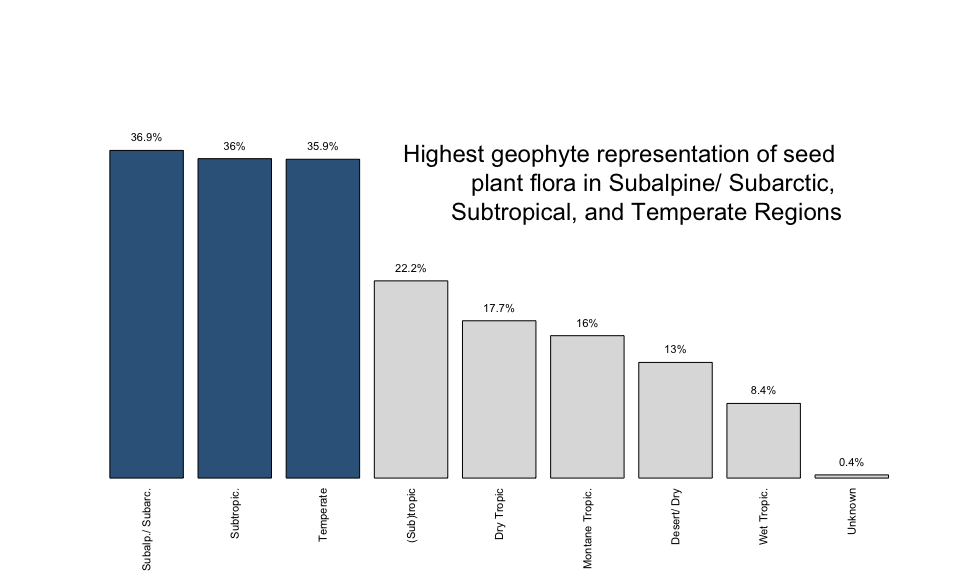 36.9%
36%
35.9%
Highest geophyte representation of seed
plant flora in Subalpine/ Subarctic,
Subtropical, and Temperate Regions
22.2%
17.7%
16%
13%
8.4%
0.4%
Subalp./ Subarc.
Subtropic.
Temperate
(Sub)tropic
Dry Tropic
Montane Tropic.
Desert/ Dry
Wet Tropic.
Unknown